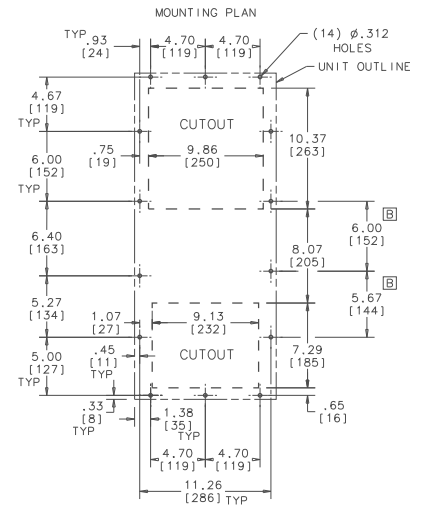 MOUNTING PLAN
TYP
.93
[24]
4.70
[119]
4.70
[119]
(14) Ø.312
HOLES
UNIT OUTLINE
4.67
[119]
TYP
CUTOUT
.75
[19]
9.86
[250]
10.37
[263]
6.00
[152]
TYP
B
6.00
[152]
6.40
[163]
8.07
[205]
B
5.67
[144]
5.27
[134]
1.07
[27]
9.13
[232]
.45
[11]
TYP
CUTOUT
7.29
[185]
5.00
[127]
TYP
.33
[8]
TYP
1.38
[35]
TYP
.65
[16]
4.70
[119]
4.70
[119]
11.26
[286] TYP